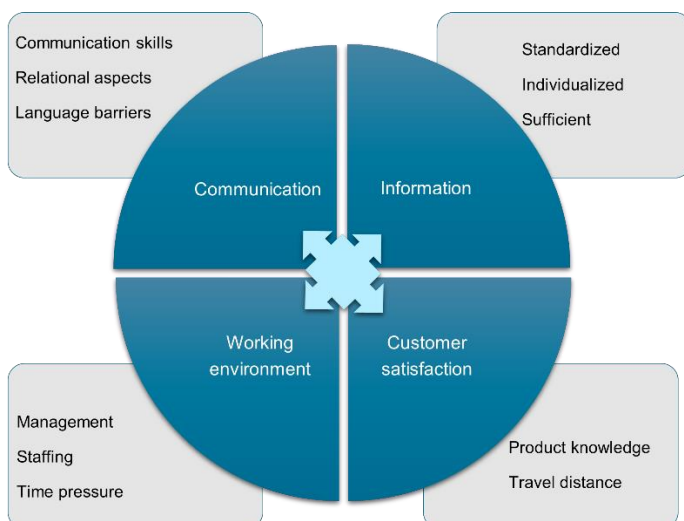 Communication skills
Relational aspects
Language barriers
Standardized
Individualized
Sufficient
Communication
Information
Working
environment
Customer
satisfaction
Management
Staffing
Time pressure
Product knowledge
Travel distance